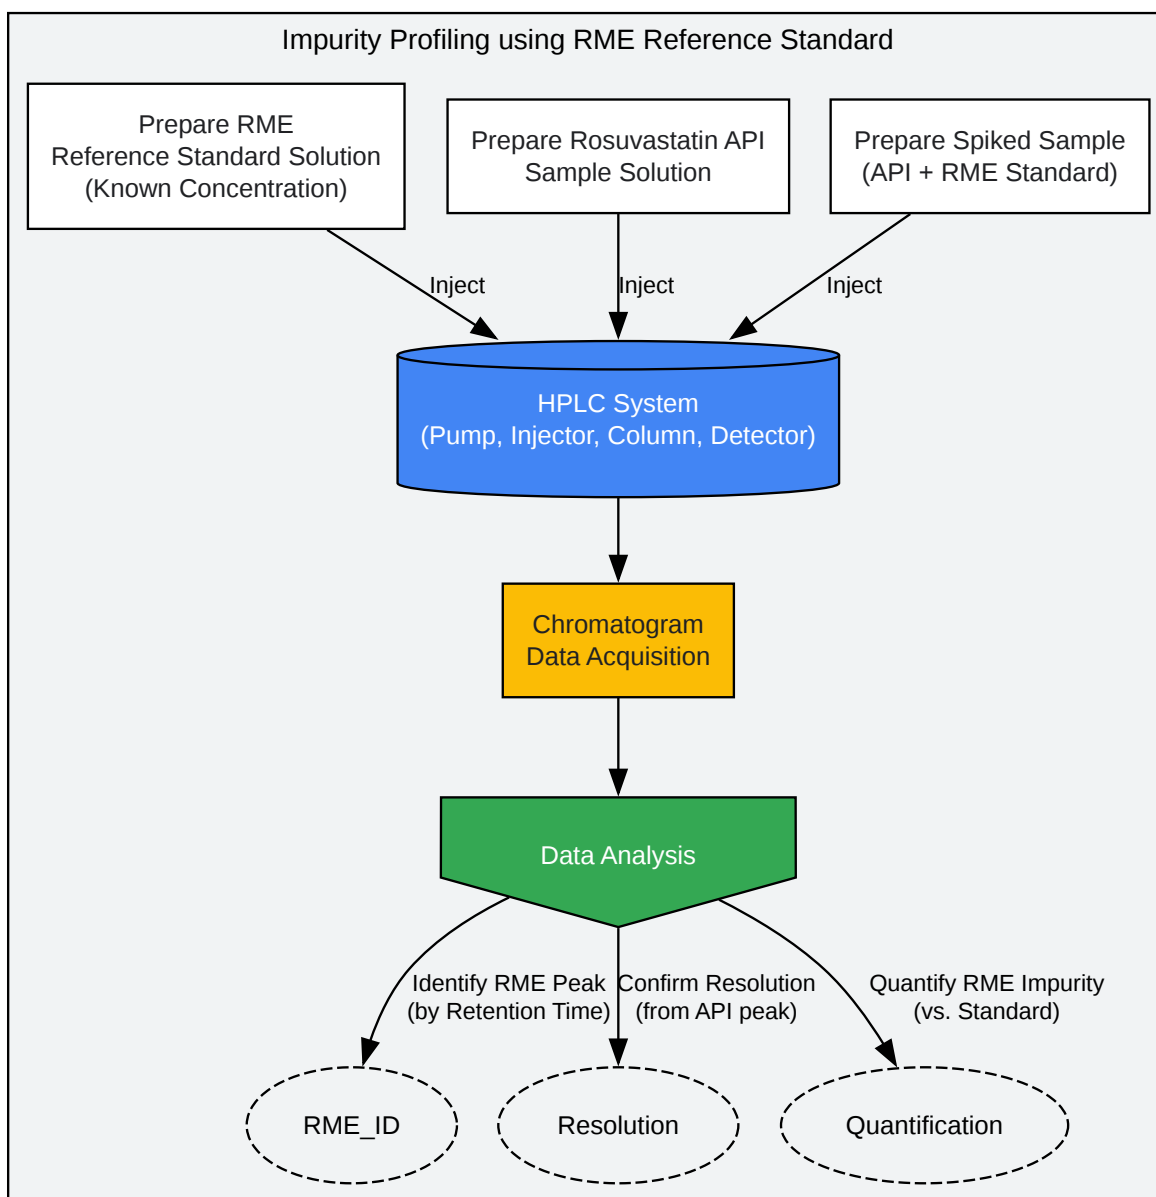 Impurity Profiling using RME Reference Standard
Prepare RME
Reference Standard Solution
(Known Concentration)
Prepare Rosuvastatin API
Sample Solution
Prepare Spiked Sample
(API + RME Standard)
Inject
Inject
Inject
HPLC System
(Pump, Injector, Column, Detector)
Chromatogram
Data Acquisition
Data Analysis
Identify RME Peak
(by Retention Time)
Confirm Resolution
(from API peak)
Quantify RME Impurity
(vs. Standard)
RME_ID
Resolution
Quantification